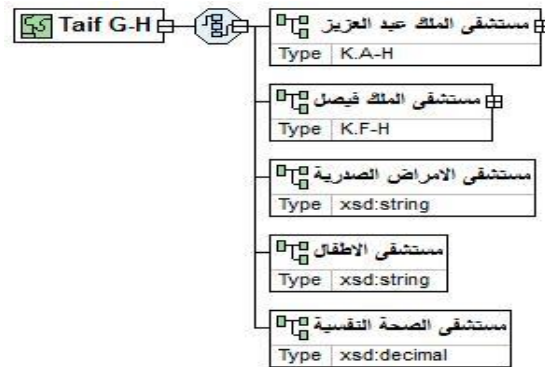 Taif G-H
مستشفى الملك عبد العزيز
Type K.A-H
مستشفى الملك فيصل
Type K.F-H
مستشفى الامراض الصدرية
Type xsd:string
مستشفى الاطفال
Type xsd:string
مستشفى الصحة النفسية
Type xsd:decimal